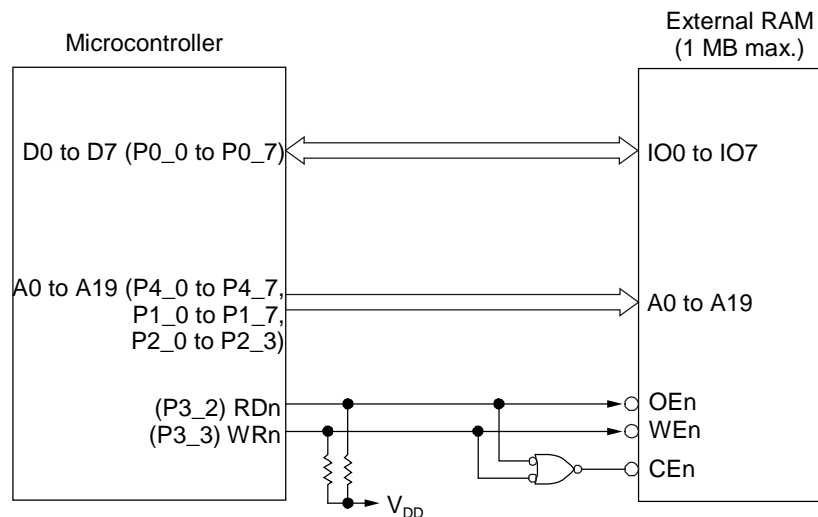 External RAM
(1 MB max.)
Microcontroller
D0 to D7 (P0_0 to P0_7)
IO0 to IO7
A0 to A19 (P4_0 to P4_7,
P1_0 to P1_7,
P2_0 to P2_3)
A0 to A19
(P3_2) RDn
OEn
(P3_3) WRn
WEn
CEn
VDD